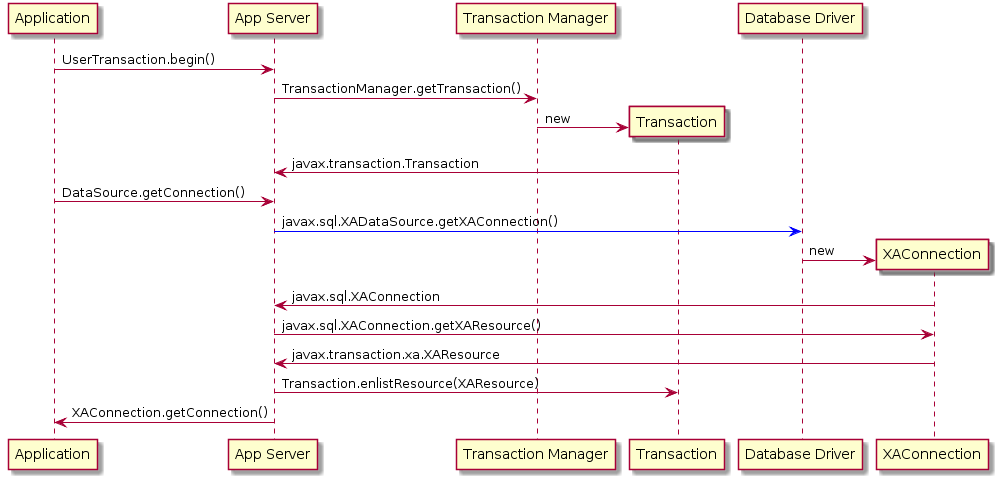 Application
App Server
Transaction Manager
Database Driver
UserTransaction.begin()
TransactionManager.getTransaction()
new
Transaction
javax.transaction.Transaction
DataSource.getConnection()
javax.sql.XADataSource.getXAConnection()
new
XAConnection
javax.sql.XAConnection
javax.sql.XAConnection.getXAResource()
javax.transaction.xa.XAResource
Transaction.enlistResource(XAResource)
XAConnection.getConnection()
Application
App Server
Transaction Manager
Transaction
Database Driver
XAConnection